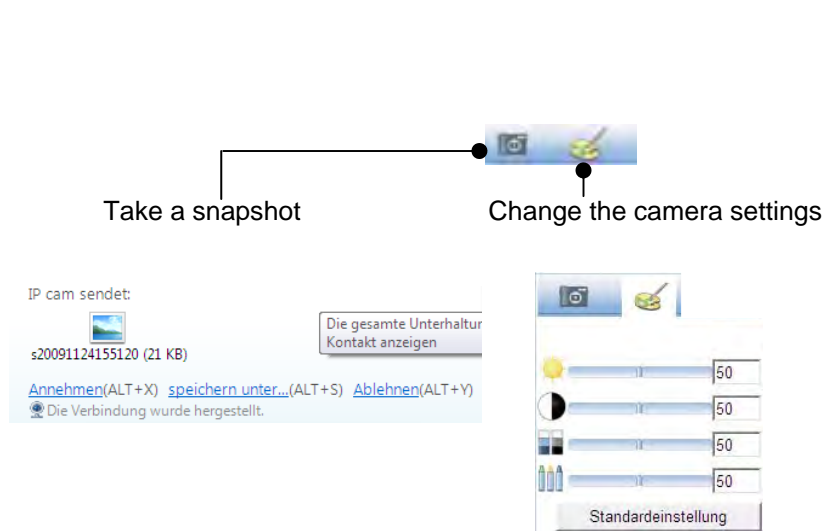 Take a snapshot
Change the camera settings
IP cam sendet:
s20091124155120 (21 KB)
Die gesamte Unterhaltur
Kontakt anzeigen
Annehmen(ALT+X) speichern unter...(ALT+S) Ablehnen(ALT+Y)
Die Verbindung wurde hergestellt.
50
50
50
50
Standardeinstellung